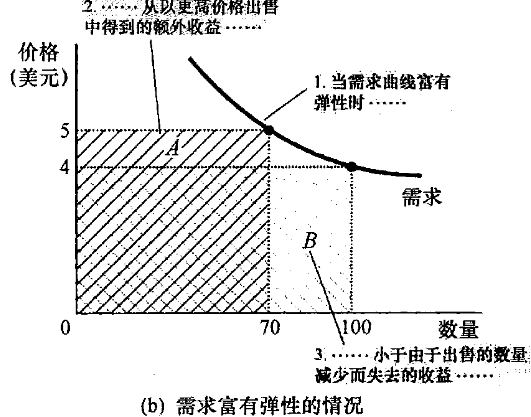 2. ⋯⋯ 从以更高价格出售
中得到的额外收益 ⋯⋯
价格
(美元)
1. 当需求曲线富有
弹性时 ⋯⋯
5
A
4
需求
B
0
70
100
数量
3. ⋯⋯ 小于由于出售的数量
减少而失去的收益 ⋯⋯
(b) 需求富有弹性的情况